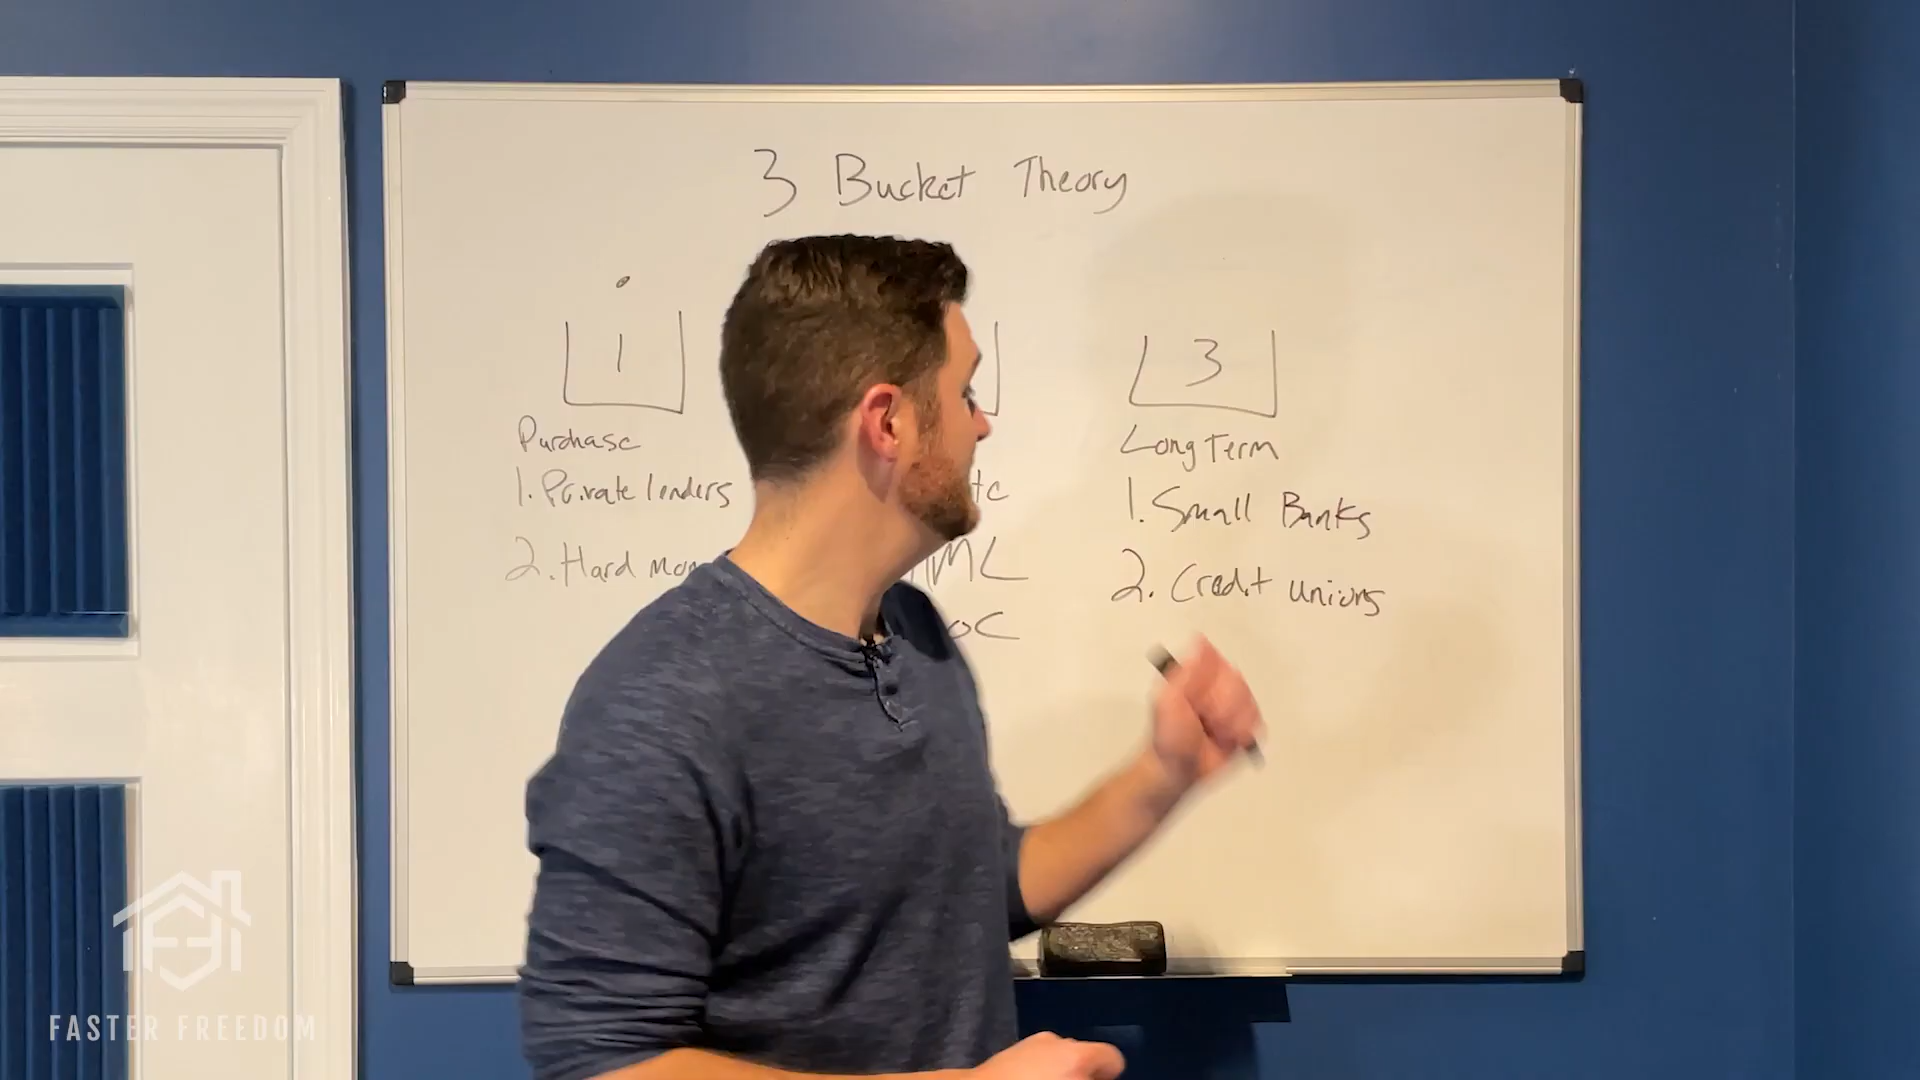 3 Bucket Theory
1
Purchase
1. Private lenders
2. Hard
ML
3
Long Term
1. Small Banks
2. Credit Unions
FASTER FREEDOM